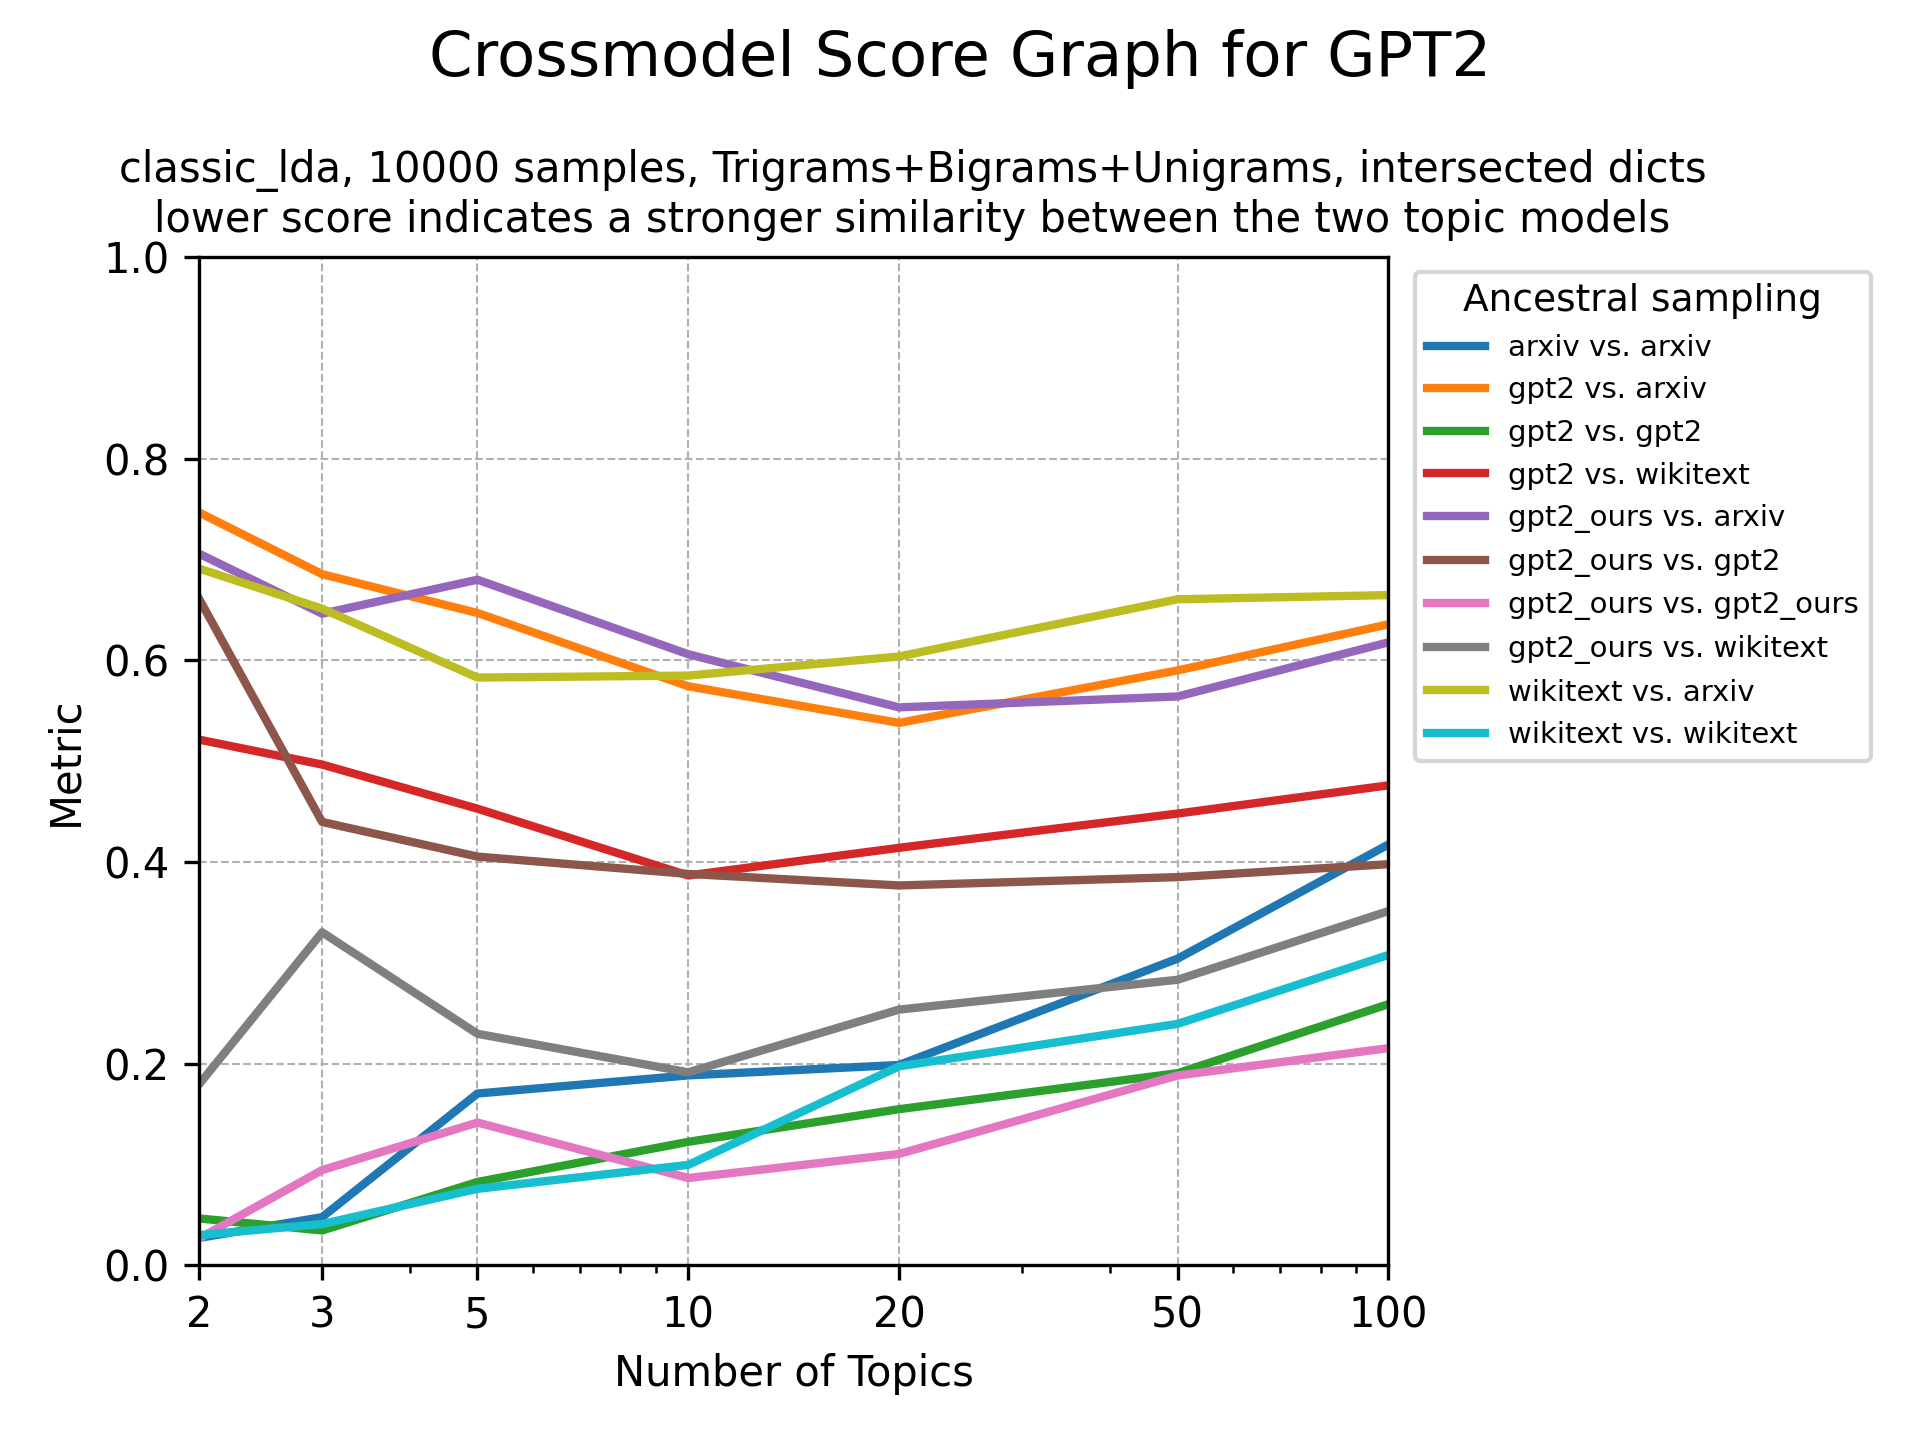 Crossmodel Score Graph for GPT2
classic_lda, 10000 samples, Trigrams+Bigrams+Unigrams, intersected dicts
lower score indicates a stronger similarity between the two topic models
1.0
0.8
0.6
0.4
0.2
0.0
Metric
2 3 5 10 20 50 100
Number of Topics
Ancestral sampling
arxiv vs. arxiv
gpt2 vs. arxiv
gpt2 vs. gpt2
gpt2 vs. wikitext
gpt2_ours vs. arxiv
gpt2_ours vs. gpt2
gpt2_ours vs. gpt2_ours
gpt2_ours vs. wikitext
wikitext vs. arxiv
wikitext vs. wikitext